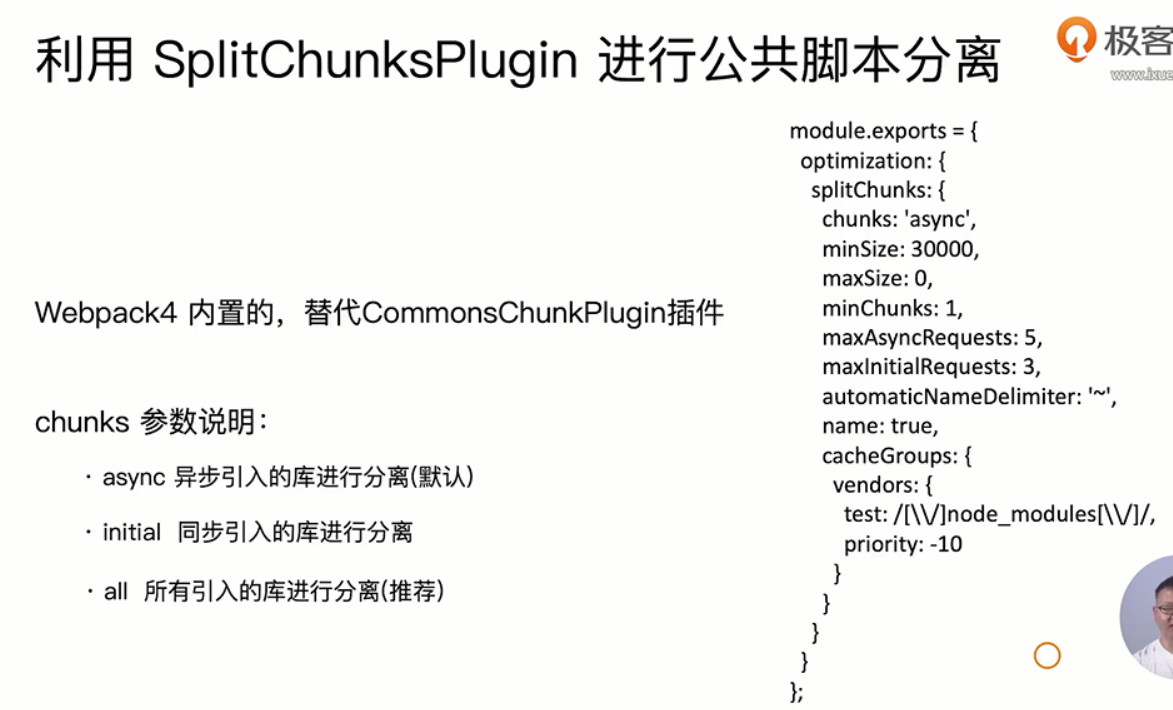 利用 SplitChunksPlugin 进行公共脚本分离
极客
Webpack4 内置的，替代CommonsChunkPlugin插件
chunks 参数说明：
· async 异步引入的库进行分离(默认)
· initial 同步引入的库进行分离
· all 所有引入的库进行分离(推荐)
module.exports = {
optimization: {
splitChunks: {
chunks: 'async',
minSize: 30000,
maxSize: 0,
minChunks: 1,
maxAsyncRequests: 5,
maxInitialRequests: 3,
automaticNameDelimiter: '~',
name: true,
cacheGroups: {
vendors: {
test: /[\\/]node_modules[\\/]/,
priority: -10
}
}
}
}
};